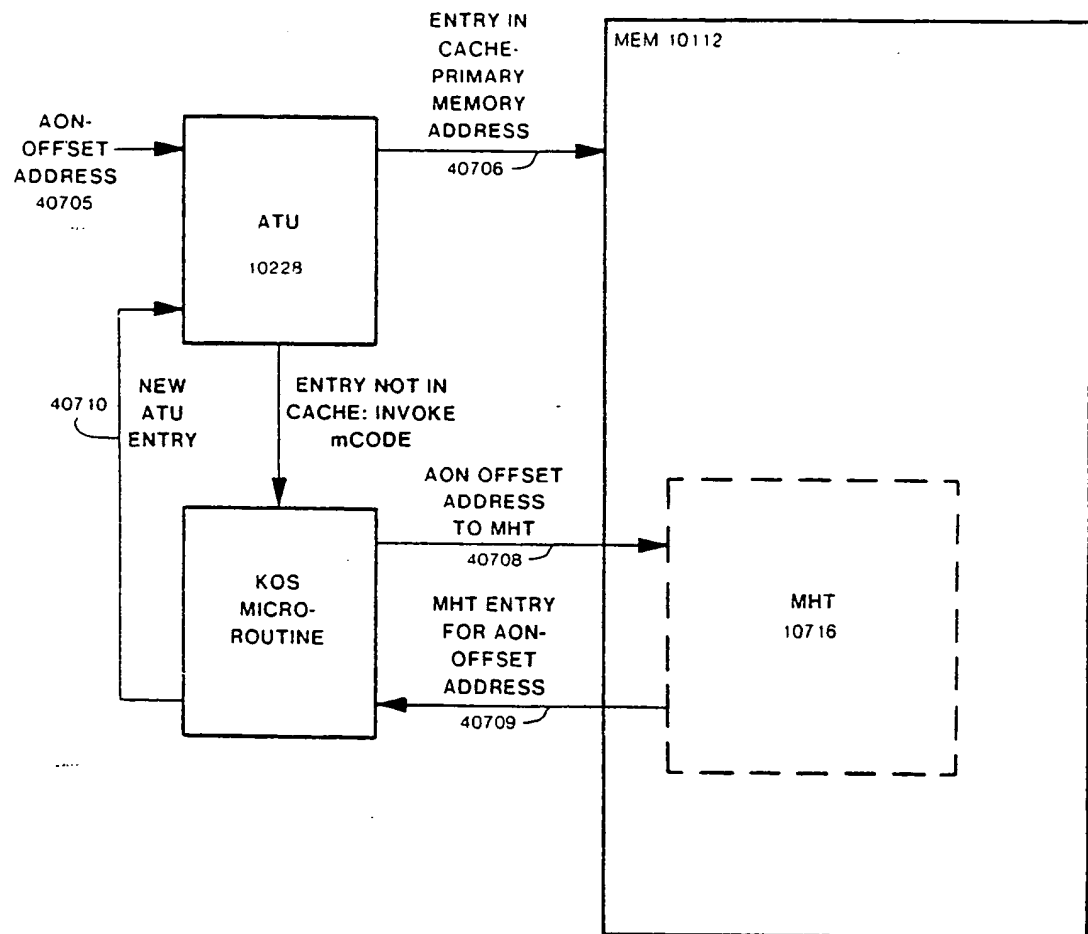 ENTRY IN
CACHE-
PRIMARY
MEMORY
ADDRESS
40706
MEM 10112
AON-
OFFSET
ADDRESS
40705
ATU
10228
40710
NEW
ATU
ENTRY
ENTRY NOT IN
CACHE: INVOKE
mCODE
AON OFFSET
ADDRESS
TO MHT
40708
KOS
MICRO-
ROUTINE
MHT ENTRY
FOR AON-
OFFSET
ADDRESS
40709
MHT
10716